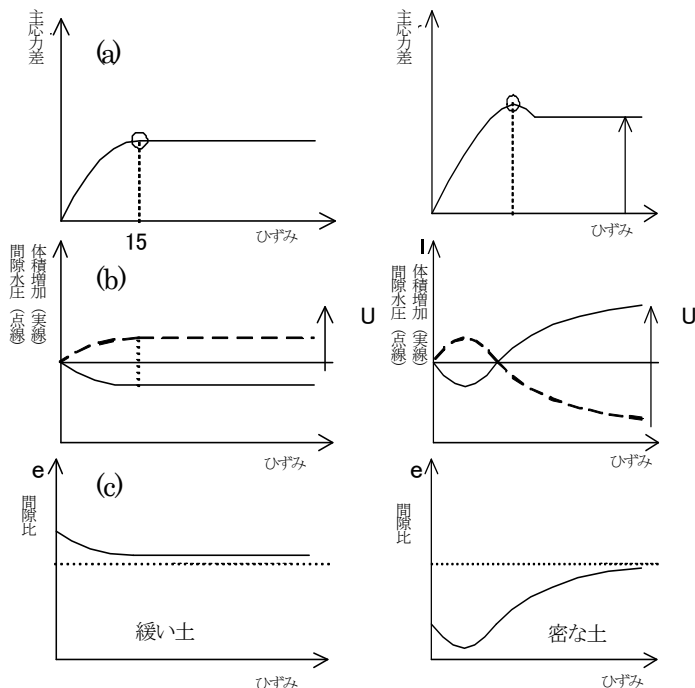 主応力差
(a)
15
ひずみ
主応力差
ひずみ
体積増加（実線）
間隙水圧（点線）
(b)
U
ひずみ
体積増加（実線）
間隙水圧（点線）
U
ひずみ
e
間隙比
(c)
緩い土
ひずみ
e
間隙比
密な土
ひずみ